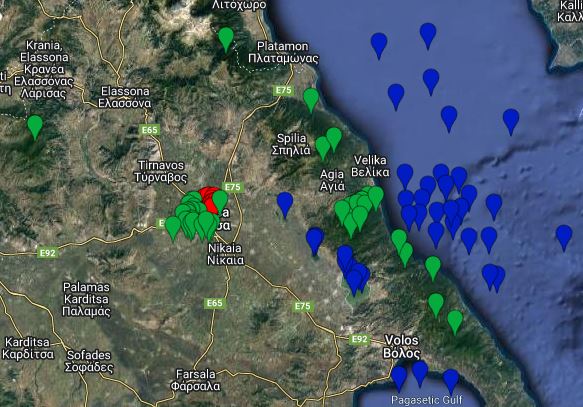 Λιτόχωρο
Platamon
Πλαταμώνας
Kalli
Καλλ
Krania,
Elassona
Κρανέα
Ελασσόνας
Λάρισας
Elassona
Ελασσόνα
E75
E65
Spilia
Σπηλιά
Tirnavos
Τύρναβος
E75
Agia
Αγιά
Velika
Βελίκα
Nikaia
Νίκαια
E92
Palamas
Karditsa
Παλαμάς
E65
E75
E92
Karditsa
Καρδίτσα
Sofades
Σοφάδες
Volos
Βόλος
Farsala
Φάρσαλα
Pagasetic Gulf